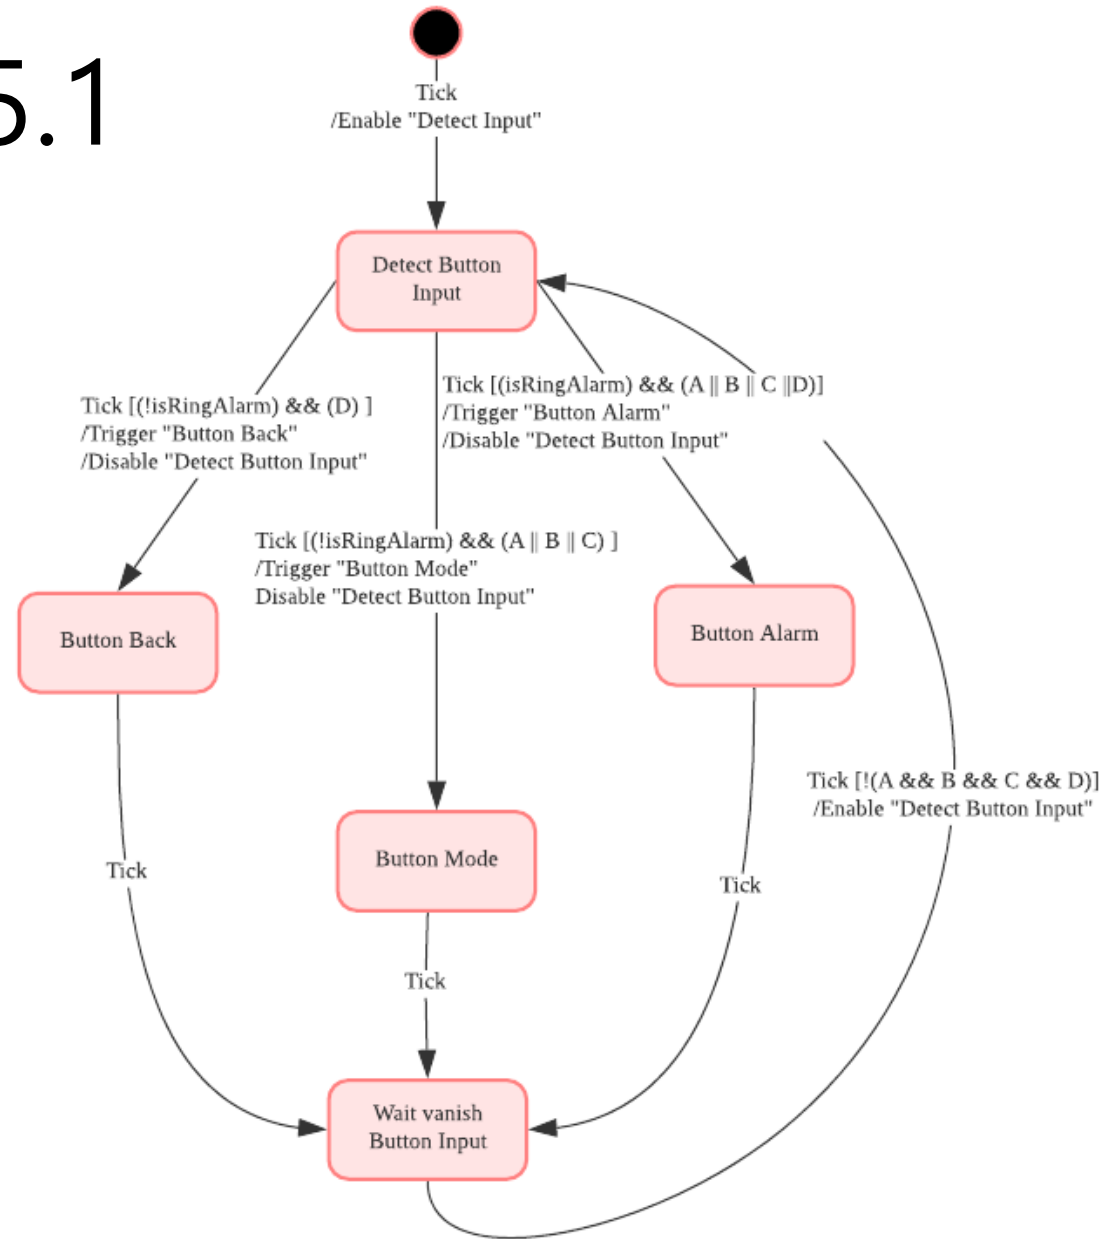 5.1
Tick
/Enable "Detect Input"
Detect Button
Input
Tick [(isRingAlarm) && (A || B || C ||D)]
/Trigger "Button Alarm"
/Disable "Detect Button Input"
Tick [(!isRingAlarm) && (D) ]
/Trigger "Button Back"
/Disable "Detect Button Input"
Tick [(!isRingAlarm) && (A || B || C) ]
/Trigger "Button Mode"
Disable "Detect Button Input"
Button Back
Button Alarm
Tick [!(A && B && C && D)]
/Enable "Detect Button Input"
Button Mode
Tick
Tick
Tick
Wait vanish
Button Input